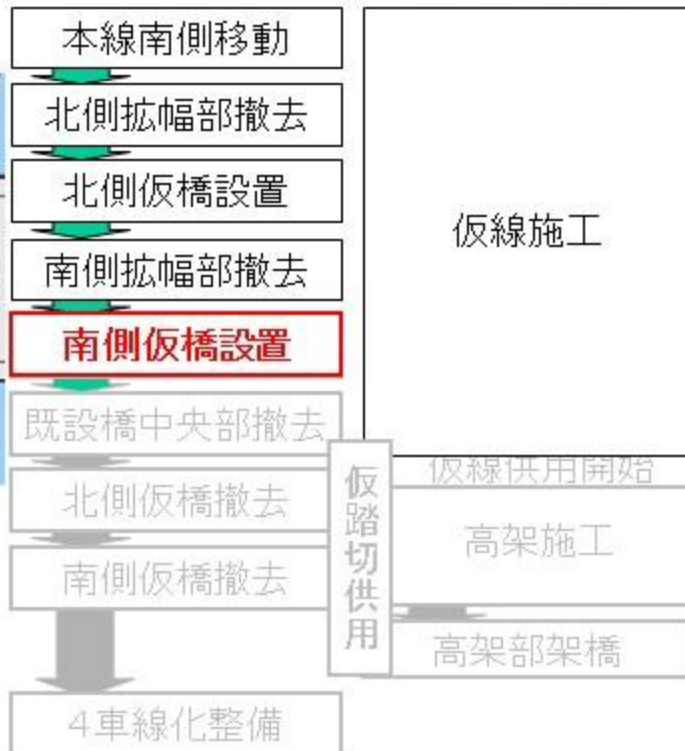 本線南側移動
北側拡幅部撤去
北側仮橋設置
南側拡幅部撤去
南側仮橋設置
既設橋中央部撤去
北側仮橋撤去
南側仮橋撤去
4車線化整備
仮線施工
仮踏切供用
仮線供用開始
高架施工
高架部架橋